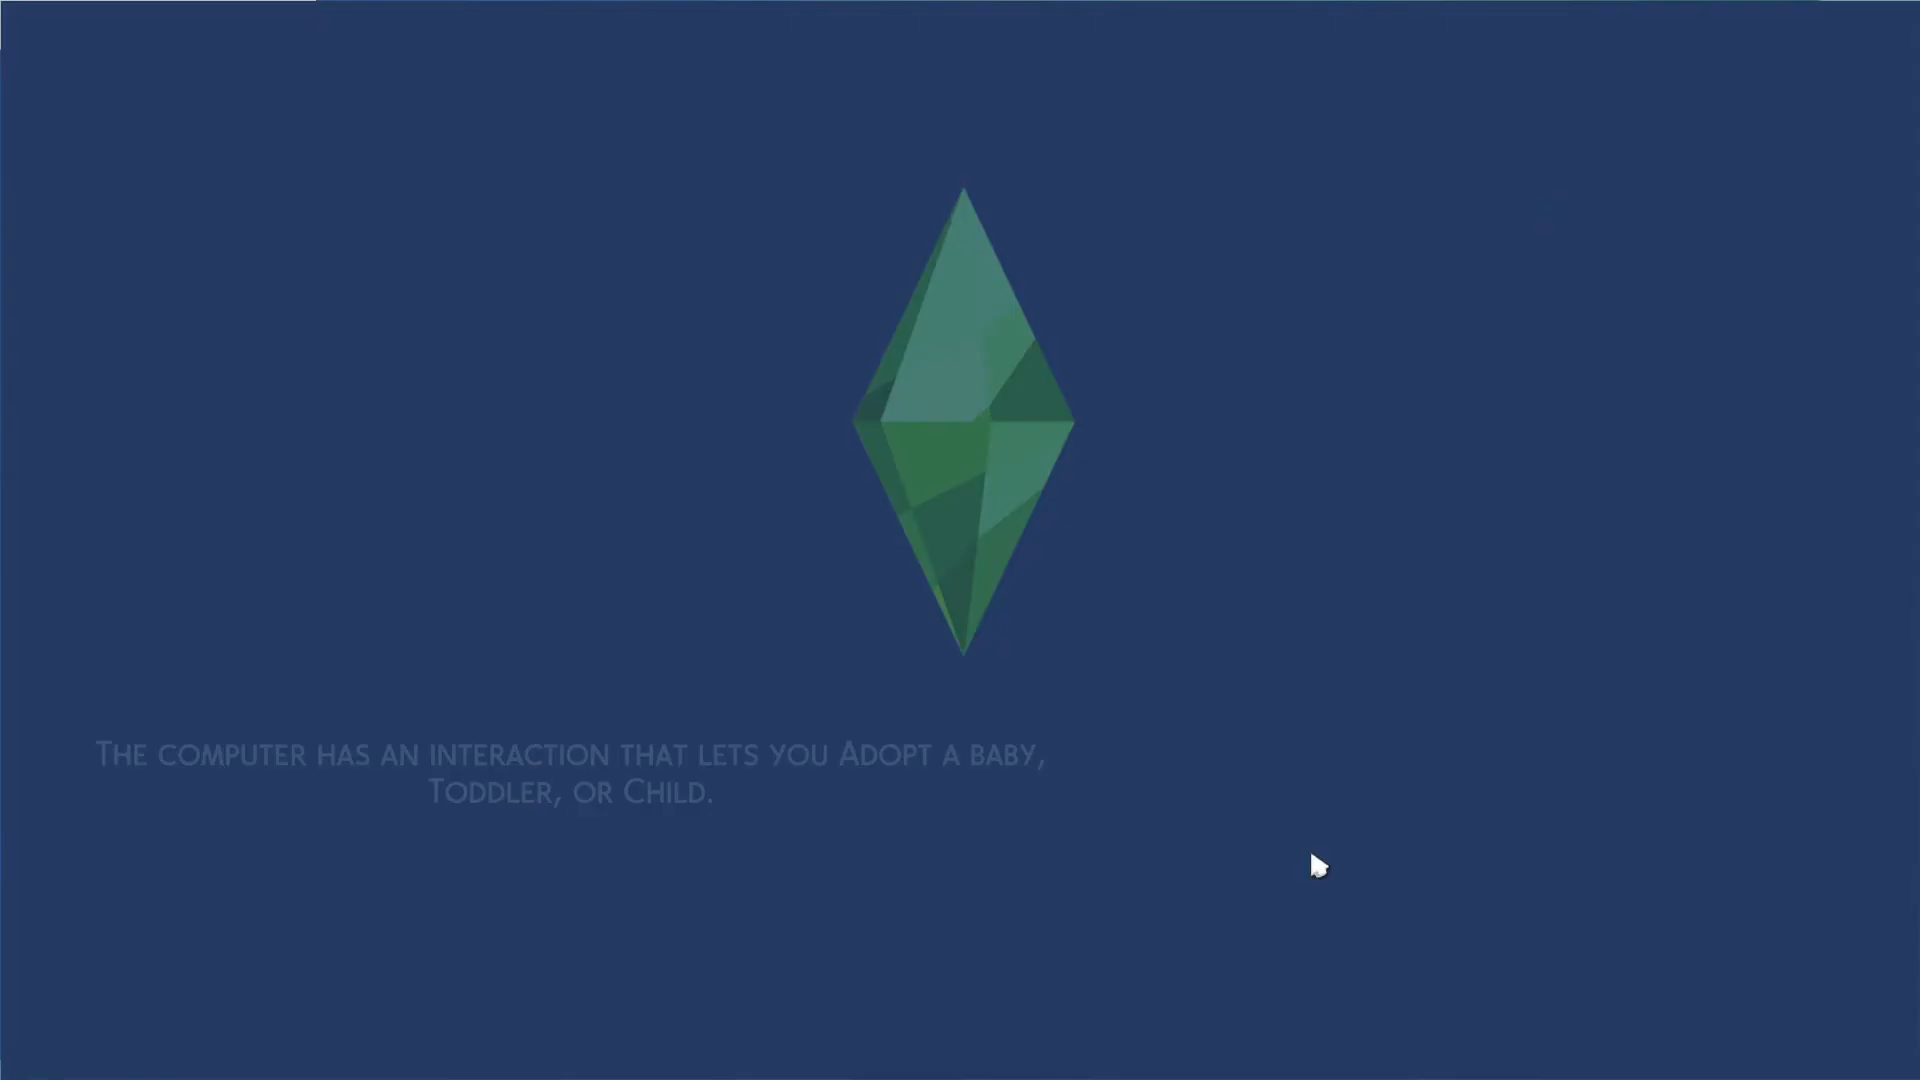 The computer has an interaction that lets you Adopt a baby,
Toddler, or Child.